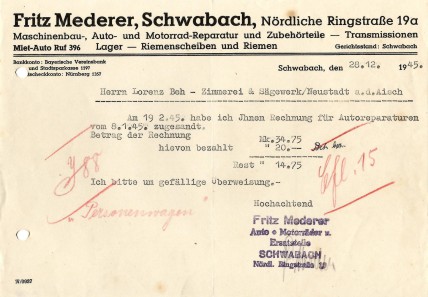 Fritz Mederer, Schwabach, Nördliche Ringstraße 19a
Maschinenbau-, Auto- und Motorrad-Reparatur und Zubehörteile — Transmissionen
Miet-Auto Ruf 396 Lager — Riemenscheiben und Riemen Gerichtsstand: Schwabach
Bankkonto: Bayerische Vereinsbank
und Stadtsparkasse 1197
Postscheckkonto: Nürnberg 1167
Schwabach, den 28.12. 1945.
Herrn Lorenz Boh - Zimmerei & Sägewerk/Neustadt a.d.Aisch
Am 19 2.45. habe ich Jhnen Rechnung für Autoreparaturen
vom 8.1.45. zugesandt.
Betrag der Rechnung Mk. 34.75
hievon bezahlt " 20.—
Rest " 14.75
Ich bitte um gefällige Überweisung.-
Hochachtend
"Personenwagen"
Fritz Mederer
Auto • Motorräder u.
Ersatzteile
SCHWABACH
Nördl. Ringstraße